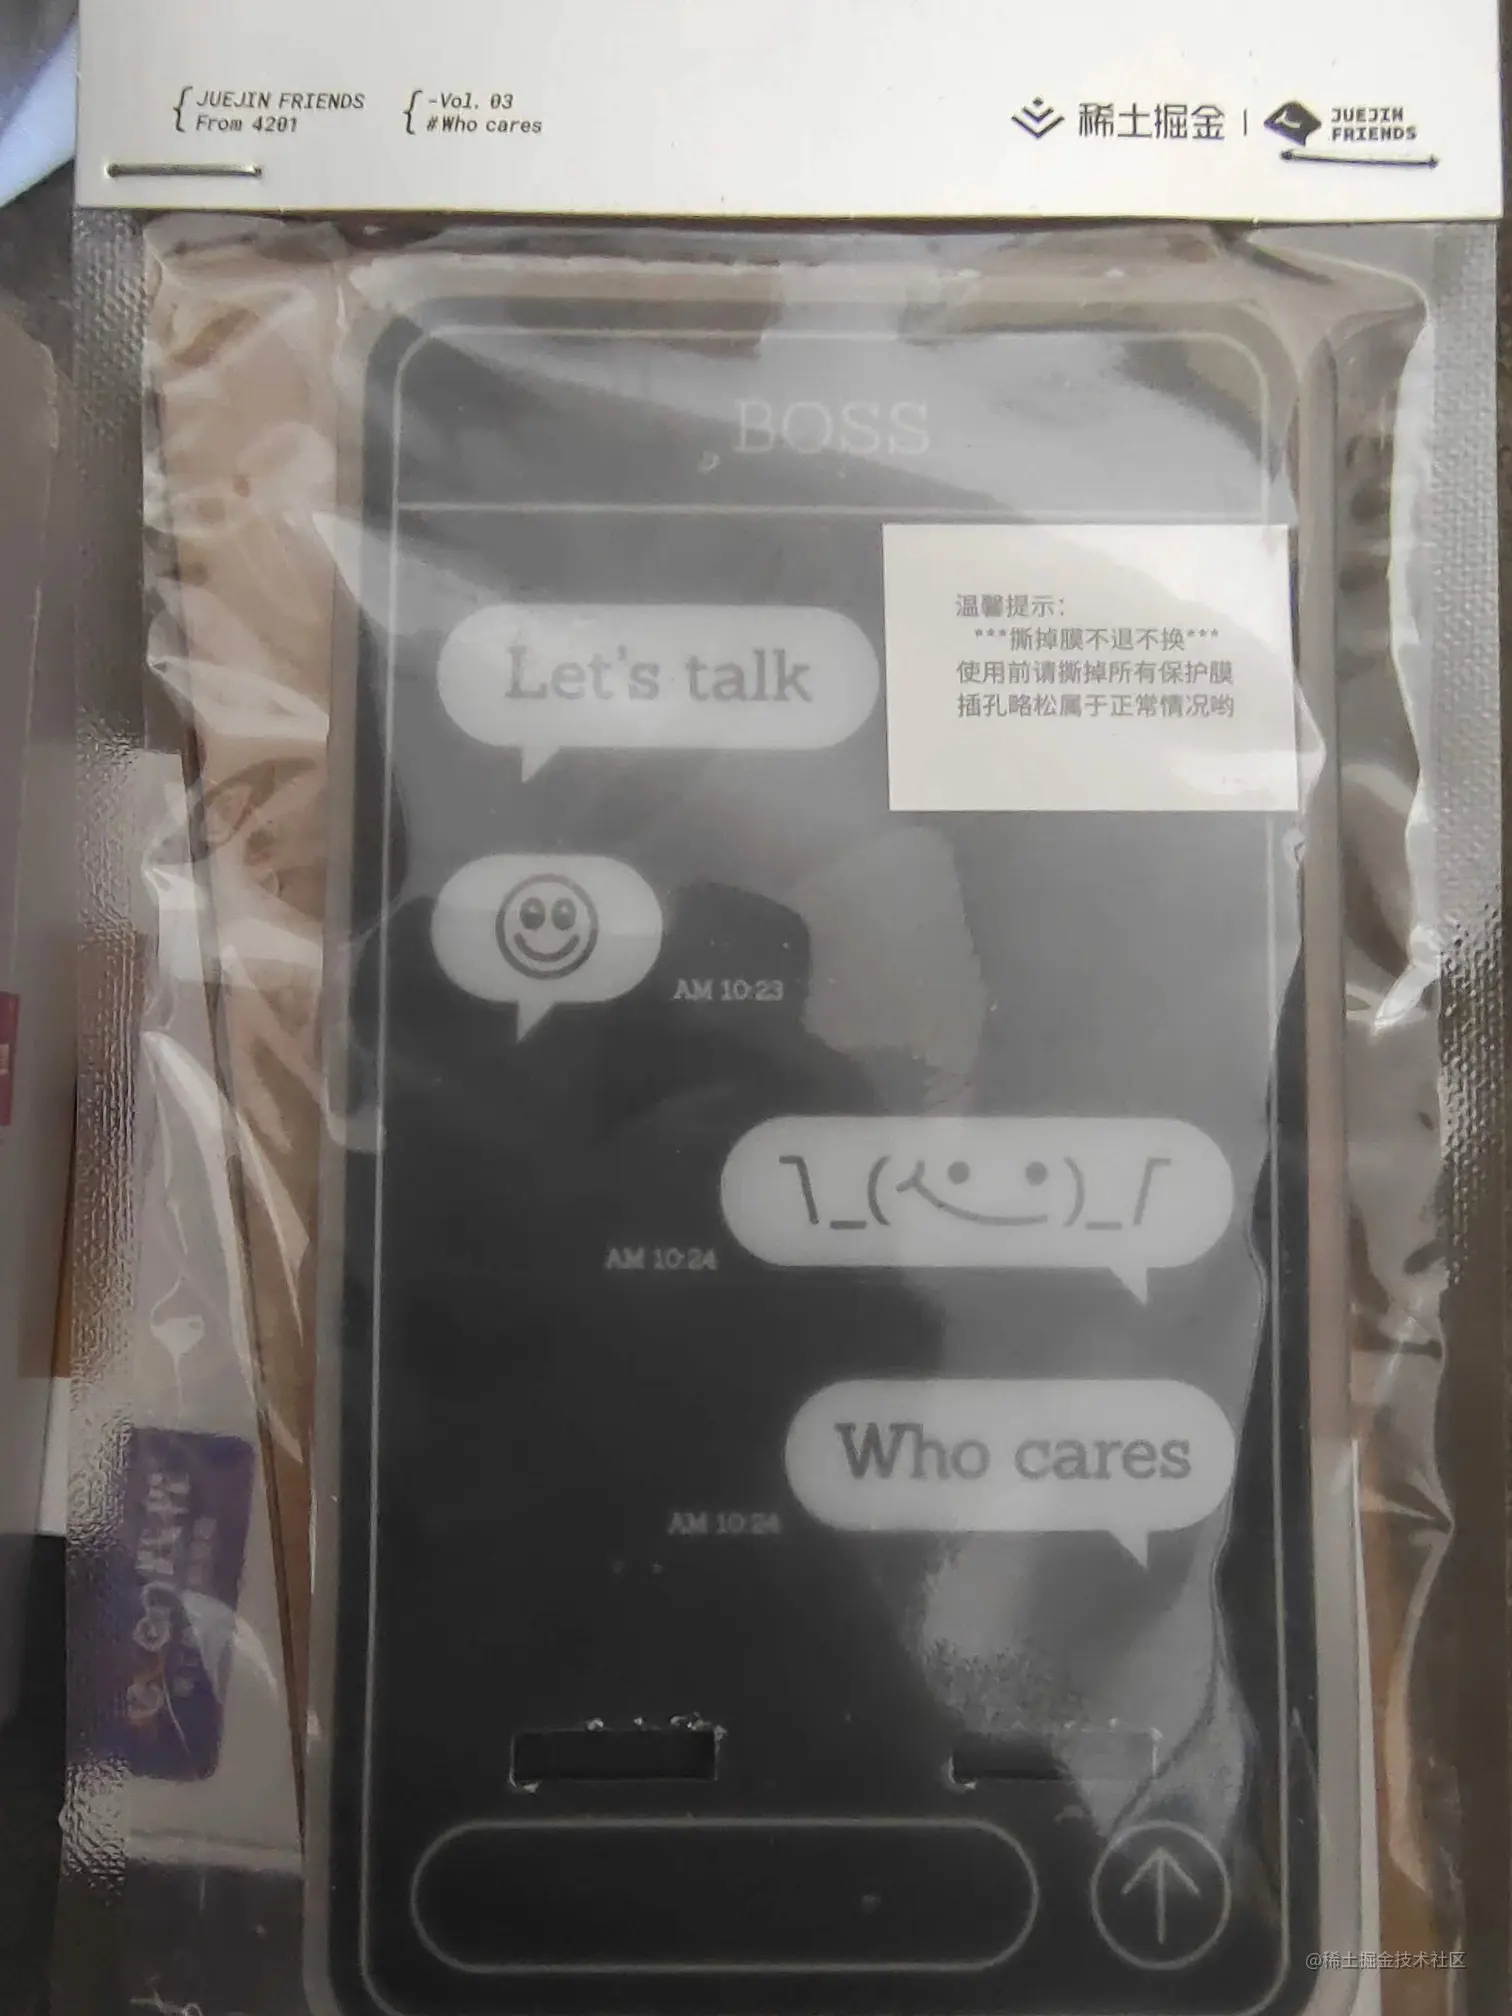 { JUEJIN FRIENDS
From 4201
{ -Vol. 03
#Who cares
稀土掘金 |
JUEJIN
FRIENDS
BOSS
Let's talk
温馨提示:
***撕掉膜不退不换***
使用前请撕掉所有保护膜
插孔略松属于正常情况哟
AM 10:23
AM 10:24
Who cares
AM 10:24
@稀土掘金技术社区